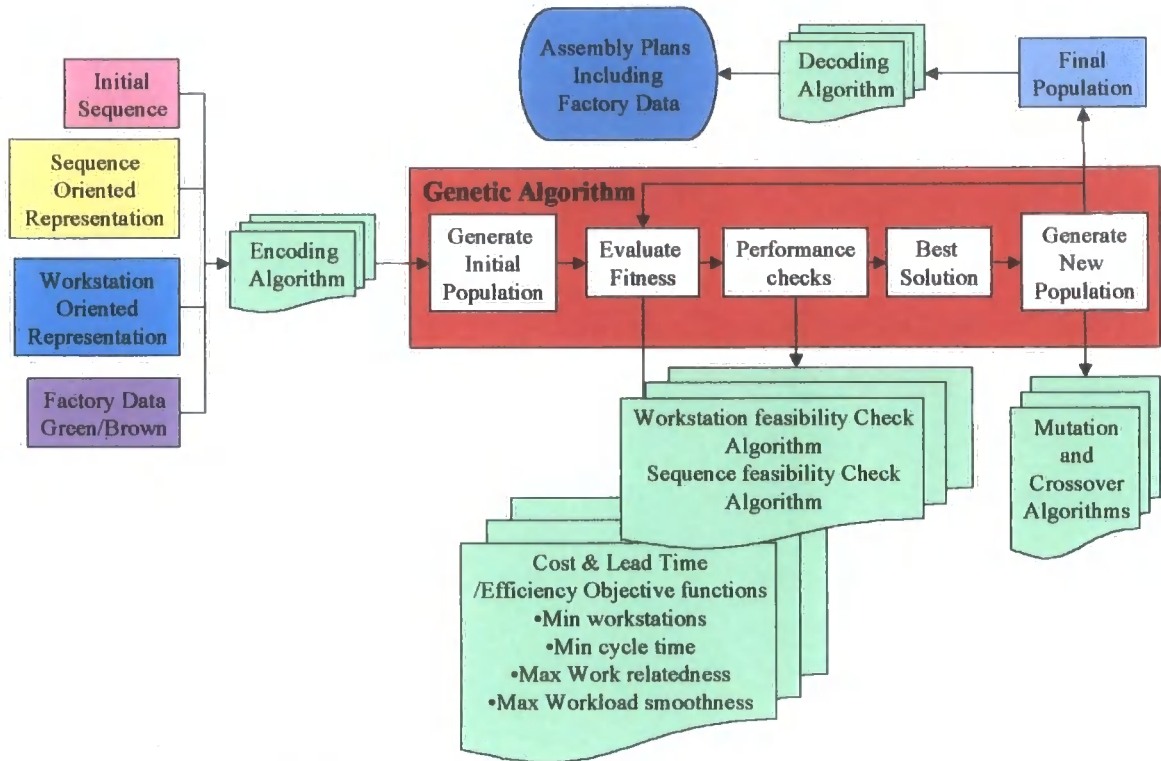 Initial
Sequence
Sequence
Oriented
Representation
Workstation
Oriented
Representation
Factory Data
Green/Brown
Encoding
Algorithm
Assembly Plans
Including
Factory Data
Decoding
Algorithm
Final
Population
Genetic Algorithm
Generate
Initial
Population
Evaluate
Fitness
Performance
checks
Best
Solution
Generate
New
Population
Workstation feasibility Check
Algorithm
Sequence feasibility Check
Algorithm
Mutation
and
Crossover
Algorithms
Cost & Lead Time
/Efficiency Objective functions
•Min workstations
•Min cycle time
•Max Work relatedness
•Max Workload smoothness